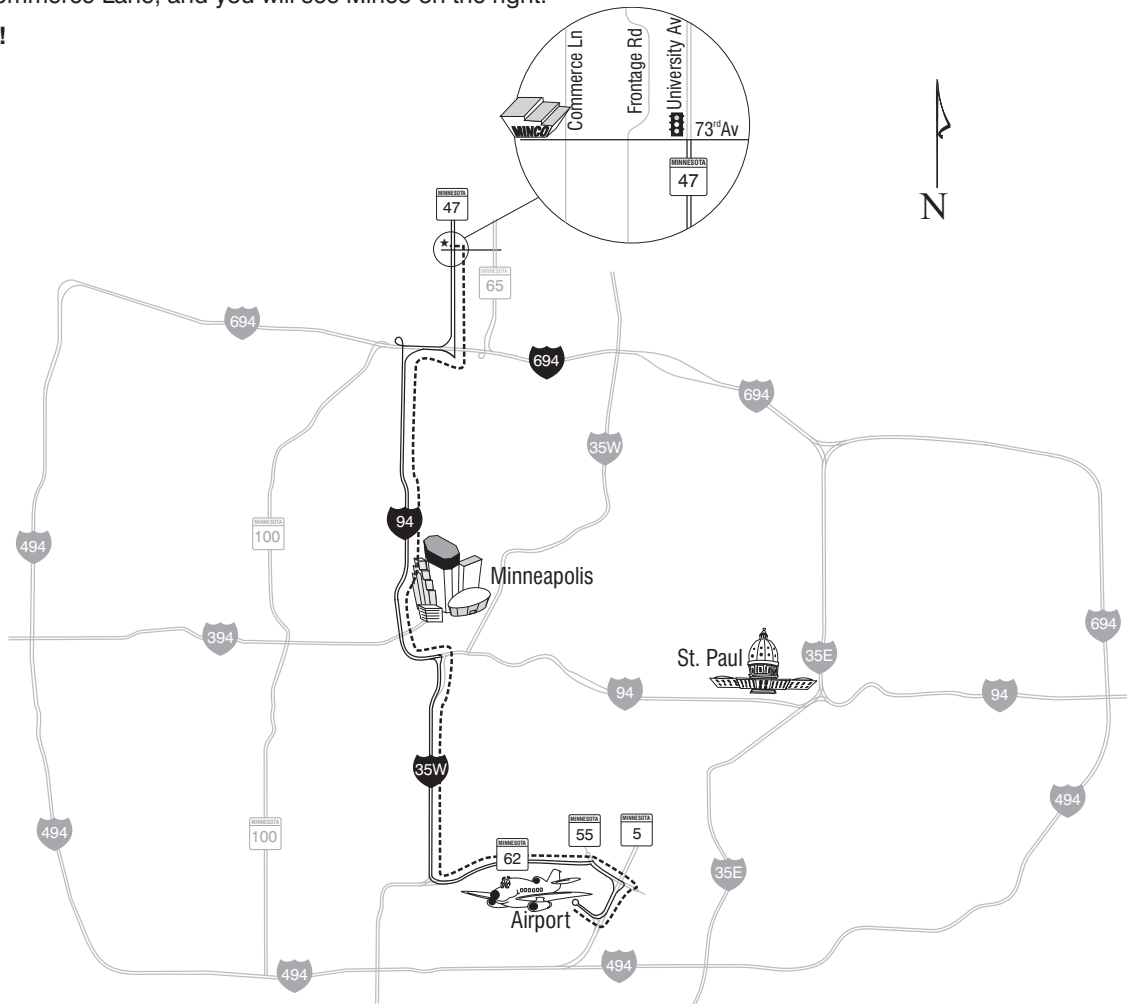 ommerce Lane, and you will see Minco on the right.
!
Commerce Ln
Frontage Rd
University Av
MINCO
73rd Av
MINNESOTA
47
N
MINNESOTA
47
MINNESOTA
65
694
694
694
35W
94
MINNESOTA
100
494
Minneapolis
394
694
St. Paul
35E
94
94
35W
494
494
MINNESOTA
100
MINNESOTA
55
MINNESOTA
5
MINNESOTA
62
35E
Airport
494
494